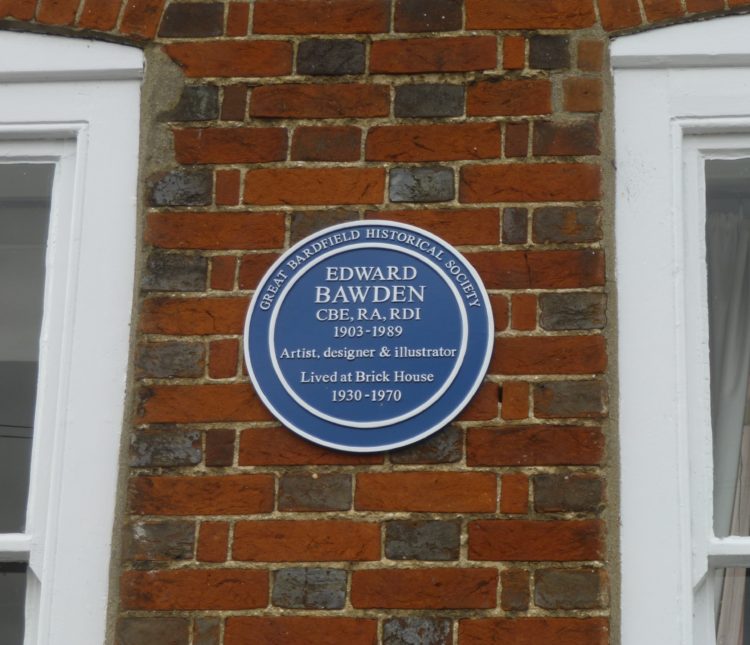 GREAT BARDFIELD HISTORICAL SOCIETY
EDWARD
BAWDEN
CBE, RA, RDI
1903-1989
Artist, designer & illustrator
Lived at Brick House
1930-1970